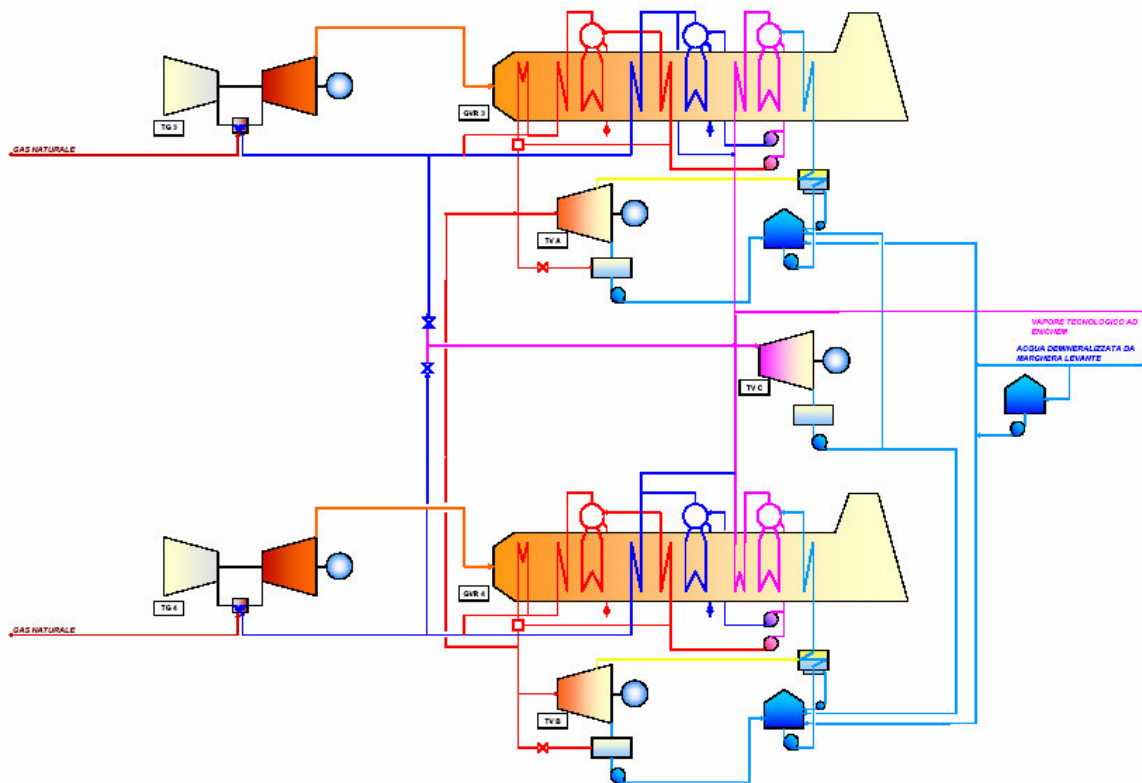 TG 3
GVR 3
GAS NATURALE
TV A
VAPORE TECNOLOGICO AD
ENICHEM
ACQUA DEMINERALIZZATA DA
MARGHERA LEVANTE
TV C
TG 4
GVR 4
GAS NATURALE
TV B